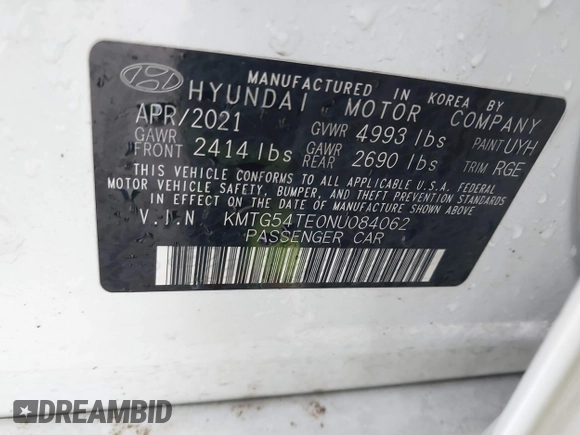 MANUFACTURED IN KOREA BY
HYUNDAI MOTOR COMPANY
APR/2021 GVWR 4993 lbs PAINT UYH
GAWR FRONT 2414 lbs GAWR REAR 2690 lbs TRIM RGE
THIS VEHICLE CONFORMS TO ALL APPLICABLE U.S.A. FEDERAL
MOTOR VEHICLE SAFETY, BUMPER, AND THEFT PREVENTION STANDARDS
IN EFFECT ON THE DATE OF MANUFACTURE SHOWN ABOVE.
V.I.N KMTG54TE0NU084062
PASSENGER CAR
DREAMBID